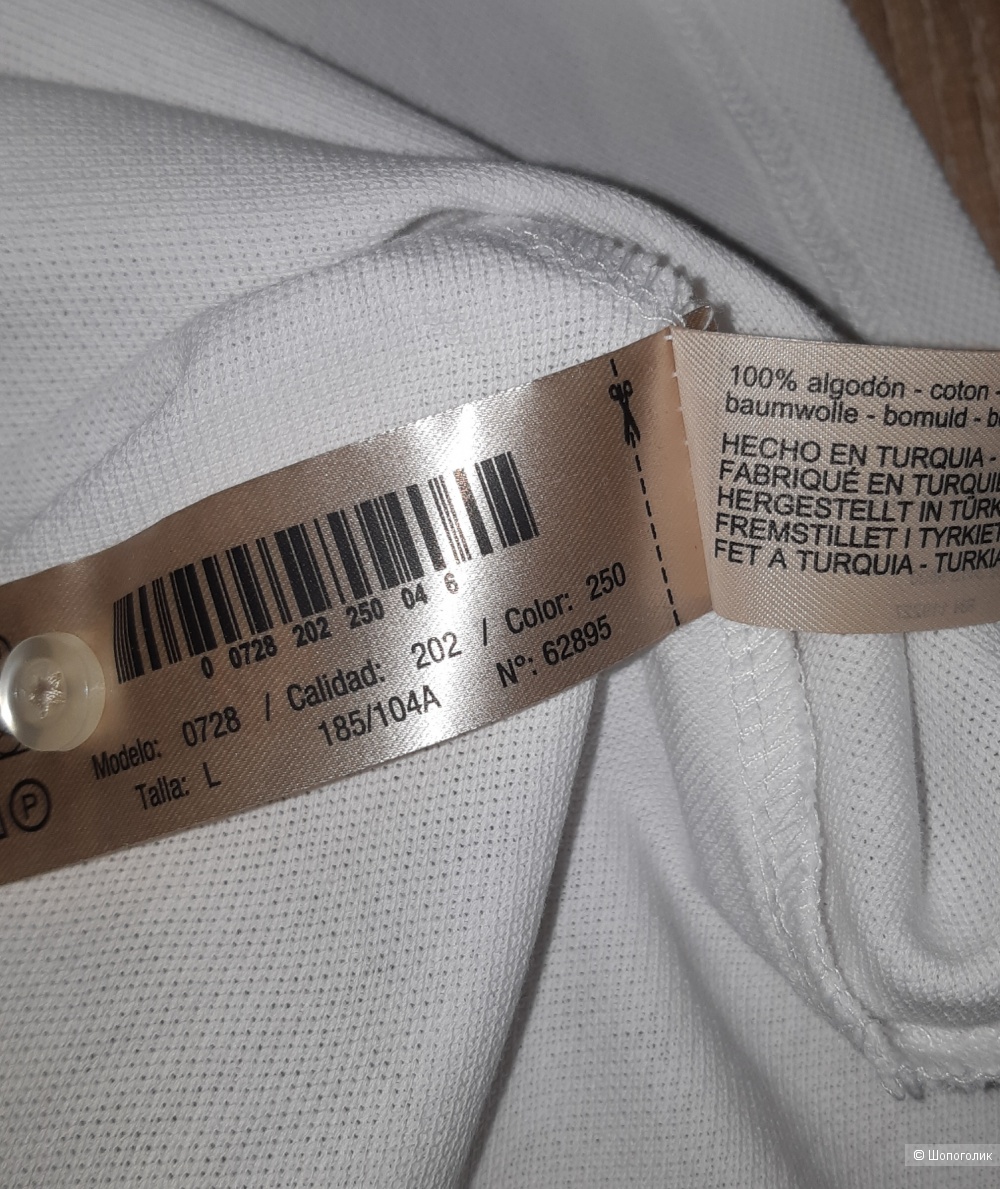 0 0728 202 250 04 6
Modelo: 0728 / Calidad: 202 / Color: 250
Talla: L 185/104A Nº: 62895
P
100% algodón - coton -
baumwolle - bomuld - b
HECHO EN TURQUIA -
FABRIQUÉ EN TURQUIE
HERGESTELLT IN TÜRK
FREMSTILLET I TYRKIET
FET A TURQUIA - TURKIA
© Шопоголик